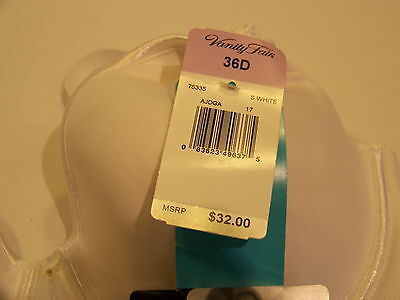 Vanity Fair
36D
75335 S.WHITE
AJDGA 17
0 83623 49637 5
MSRP $32.00